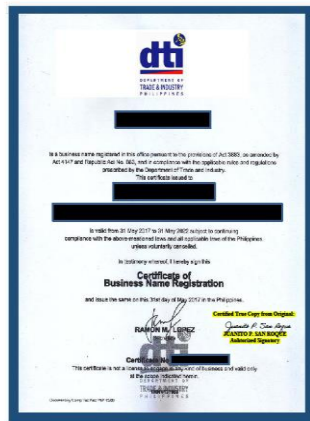 dti
DEPARTMENT OF
TRADE & INDUSTRY
PHILIPPINES
is a business name registered in this office pursuant to the provisions of Act 3883, as amended by
Act 4147 and Republic Act No. 863, and in compliance with the applicable rules and regulations
prescribed by the Department of Trade and Industry.
This certificate issued to
is valid from 31 May 2017 to 31 May 2022 subject to continuing
compliance with the above-mentioned laws and all applicable laws of the Philippines,
unless voluntarily cancelled.
In testimony whereof, I hereby sign this
Certificate of
Business Name Registration
and issue the same on this 31st day of May 2017 in the Philippines.
Certified True Copy from Original:
Juanito P. San Roque
RAMON M. LOPEZ
JUANITO P. SAN ROQUE
Secretary
Authorized Signatory
Certificate No
This certificate is not a license to engage in any kind of business and valid only
at the scope indicated herein.
DEPARTMENT OF
TRADE & INDUSTRY
PHILIPPINES